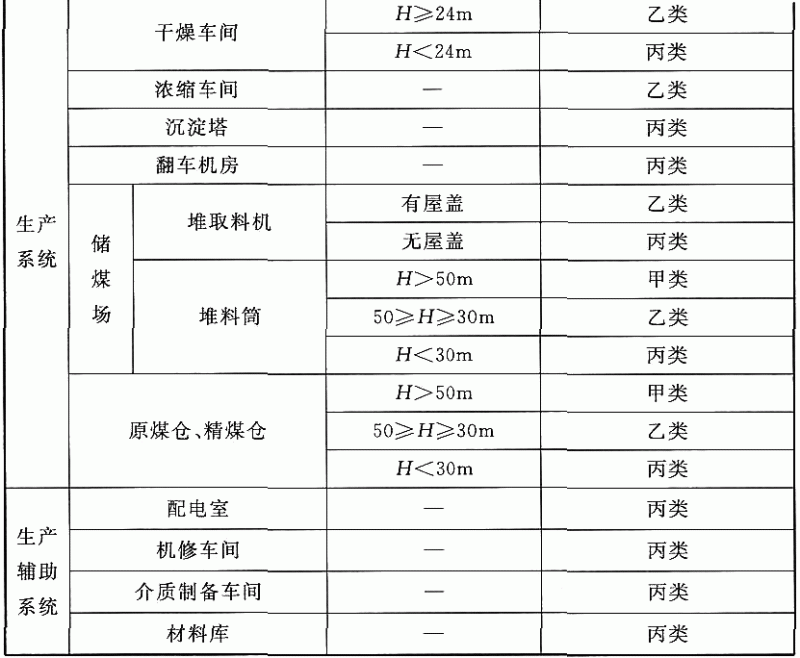 干燥车间 H≥24m 乙类
H<24m 丙类
浓缩车间 — 乙类
沉淀塔 — 丙类
翻车机房 — 丙类
生产系统 储煤场 堆取料机 有屋盖 乙类
无屋盖 丙类
堆料筒 H>50m 甲类
50≥H≥30m 乙类
H<30m 丙类
原煤仓、精煤仓 H>50m 甲类
50≥H≥30m 乙类
H<30m 丙类
生产辅助系统 配电室 — 丙类
机修车间 — 丙类
介质制备车间 — 丙类
材料库 — 丙类